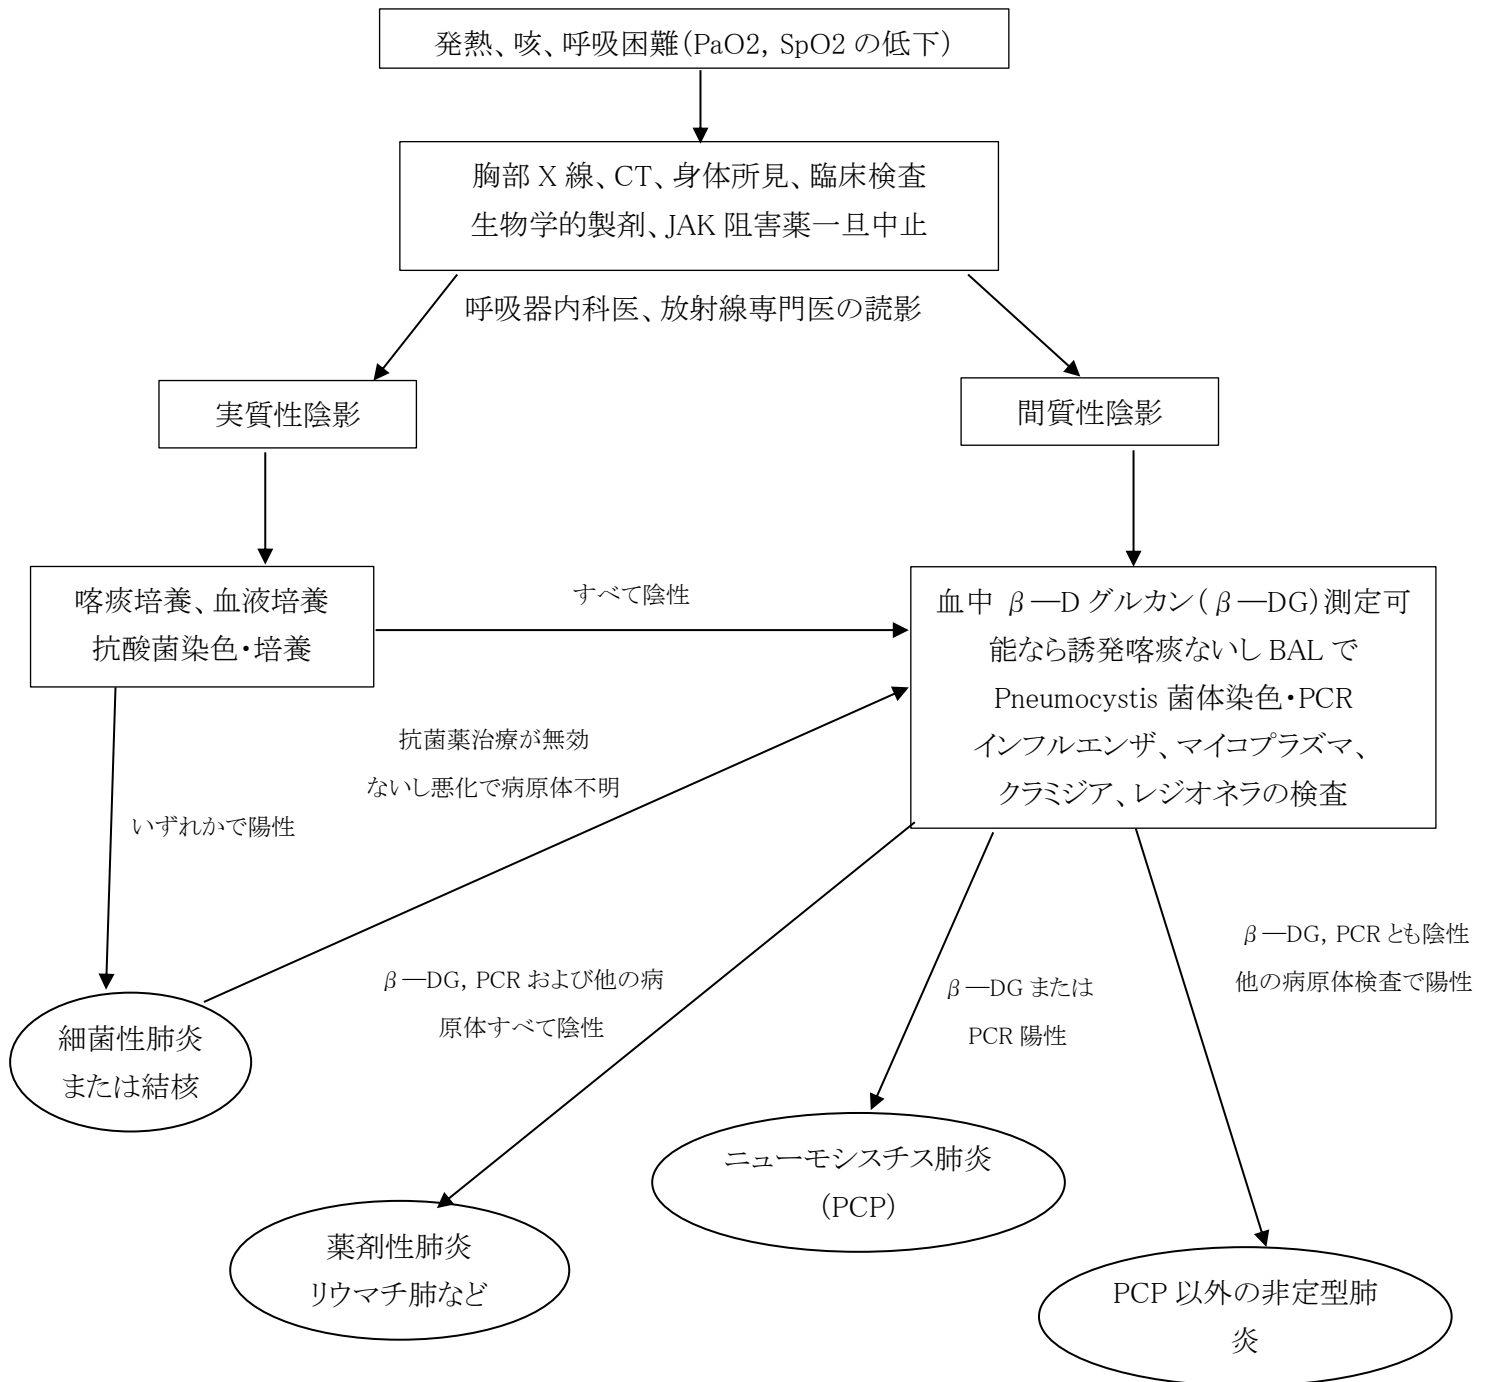 発熱、咳、呼吸困難(PaO2, SpO2 の低下)
胸部 X 線、CT、身体所見、臨床検査
生物学的製剤、JAK 阻害薬一旦中止
呼吸器内科医、放射線専門医の読影
実質性陰影
間質性陰影
喀痰培養、血液培養
抗酸菌染色・培養
すべて陰性
血中 β―D グルカン(β―DG)測定可
能なら誘発喀痰ないし BAL で
Pneumocystis 菌体染色・PCR
インフルエンザ、マイコプラズマ、
クラミジア、レジオネラの検査
抗菌薬治療が無効
ないし悪化で病原体不明
いずれかで陽性
β―DG, PCR および他の病
原体すべて陰性
β―DG または
PCR 陽性
β―DG, PCR とも陰性
他の病原体検査で陽性
細菌性肺炎
または結核
薬剤性肺炎
リウマチ肺など
ニューモシスチス肺炎
(PCP)
PCP 以外の非定型肺
炎